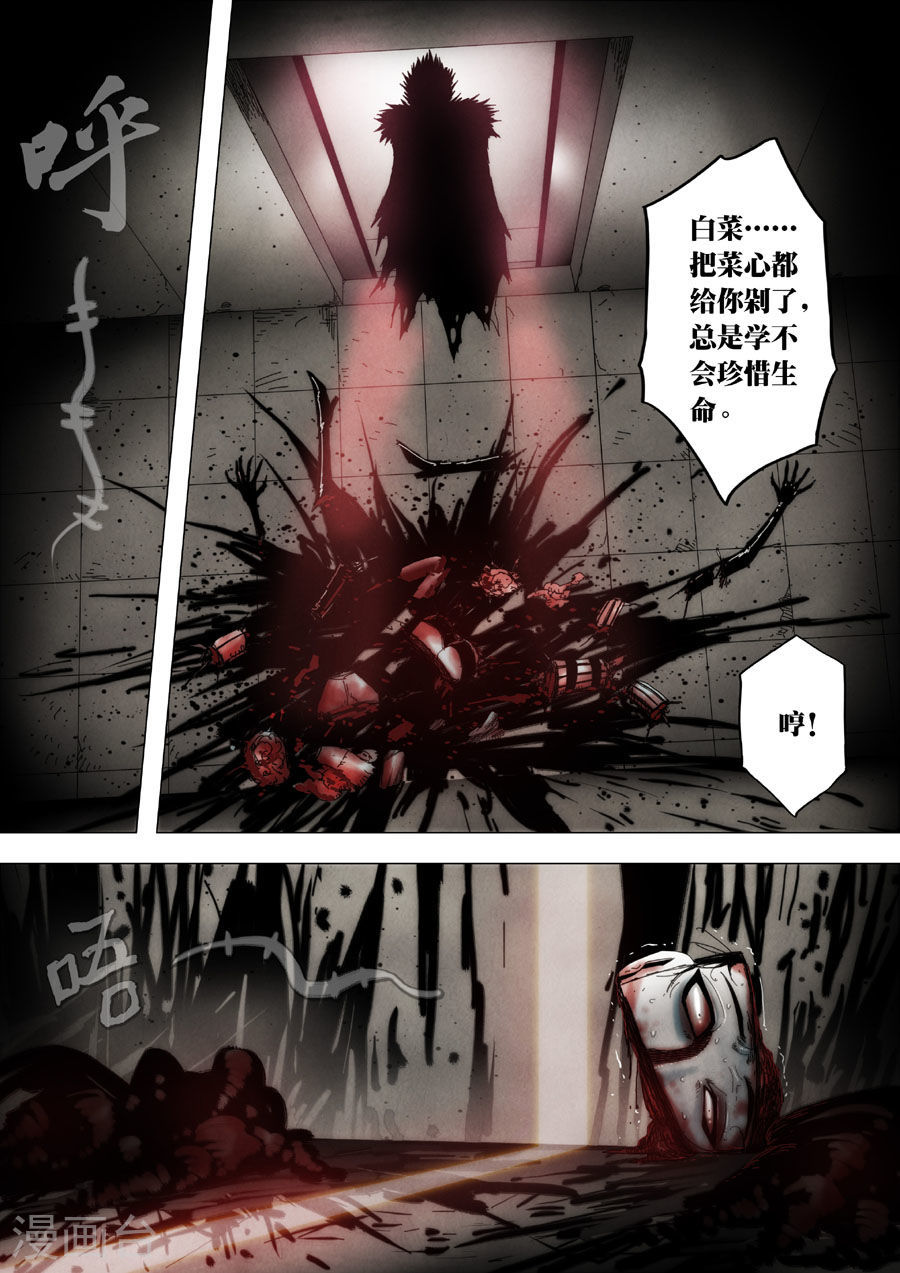 呼
白菜……
把菜心都
给你剁了，
总是学不
会珍惜生
命。
哼！
唔
漫画台